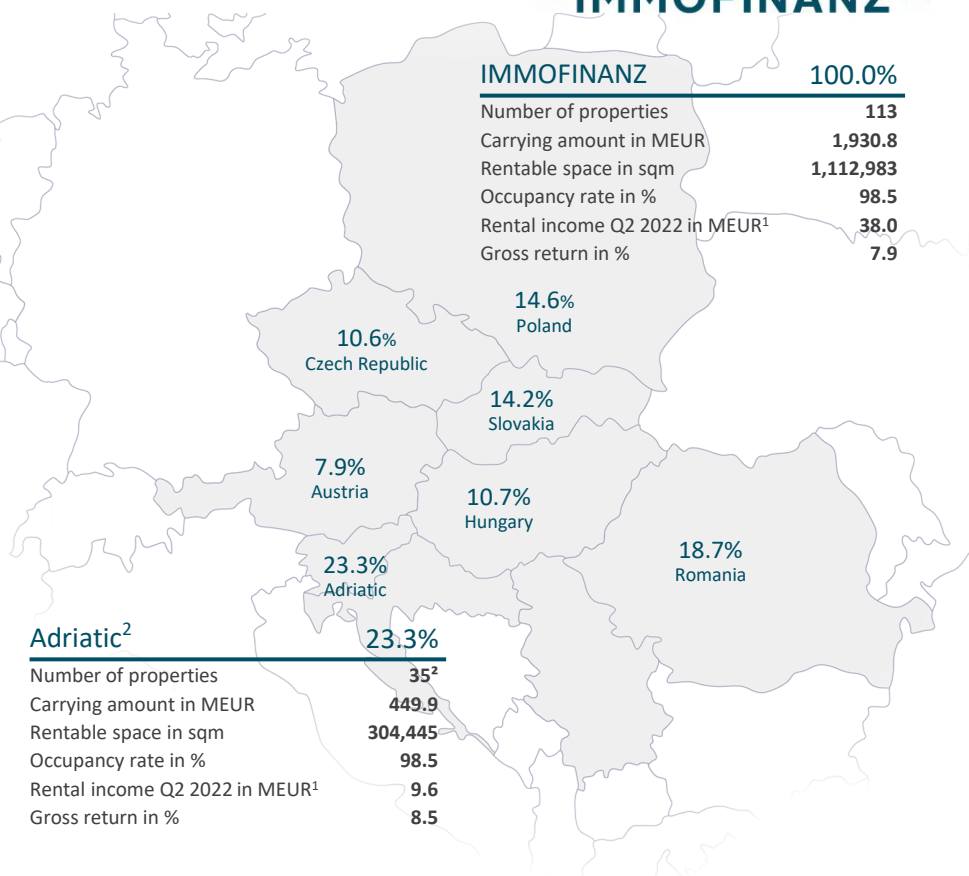 IMMOFINANZ
IMMOFINANZ 100.0%
Number of properties 113
Carrying amount in MEUR 1,930.8
Rentable space in sqm 1,112,983
Occupancy rate in % 98.5
Rental income Q2 2022 in MEUR¹ 38.0
Gross return in % 7.9
14.6%
Poland
10.6%
Czech Republic
14.2%
Slovakia
7.9%
Austria
10.7%
Hungary
18.7%
Romania
23.3%
Adriatic
Adriatic² 23.3%
Number of properties 35²
Carrying amount in MEUR 449.9
Rentable space in sqm 304,445
Occupancy rate in % 98.5
Rental income Q2 2022 in MEUR¹ 9.6
Gross return in % 8.5